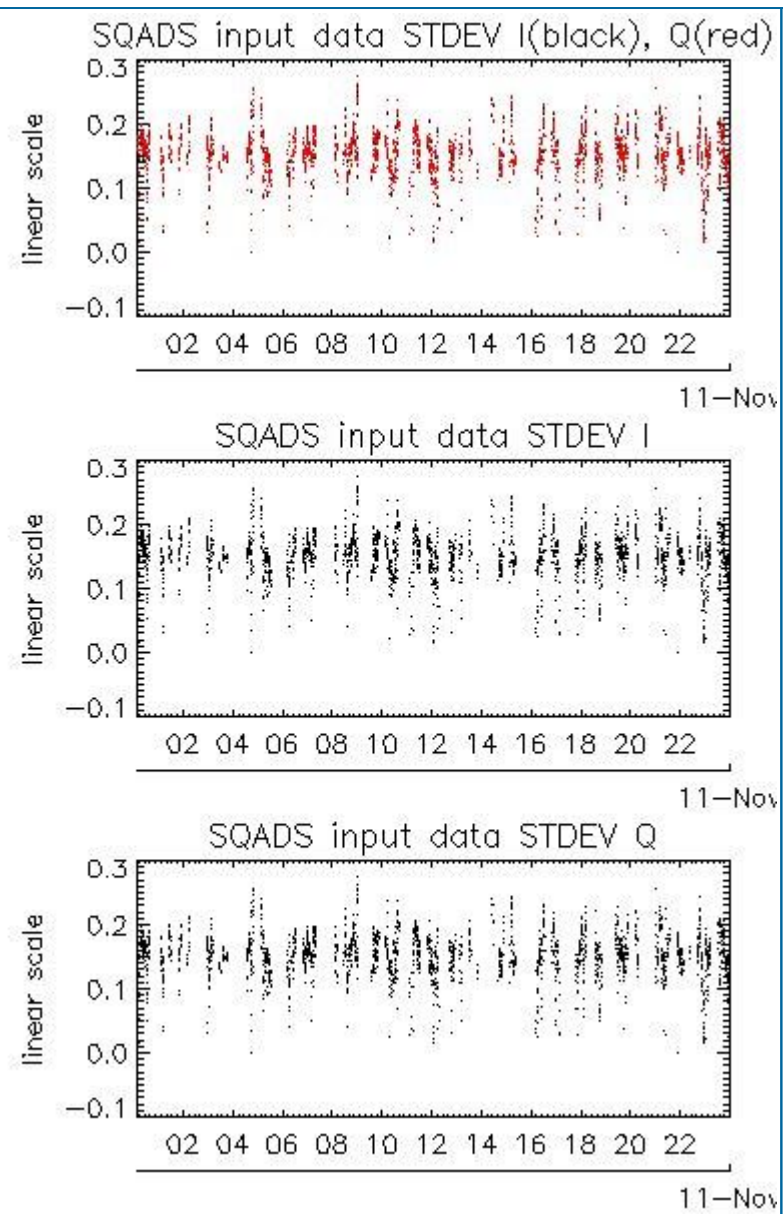 SQADS input data STDEV I(black), Q(red)
0.3
0.2
0.1
0.0
−0.1
linear scale
02 04 06 08 10 12 14 16 18 20 22
11−Nov
SQADS input data STDEV I
0.3
0.2
0.1
0.0
−0.1
linear scale
02 04 06 08 10 12 14 16 18 20 22
11−Nov
SQADS input data STDEV Q
0.3
0.2
0.1
0.0
−0.1
linear scale
02 04 06 08 10 12 14 16 18 20 22
11−Nov